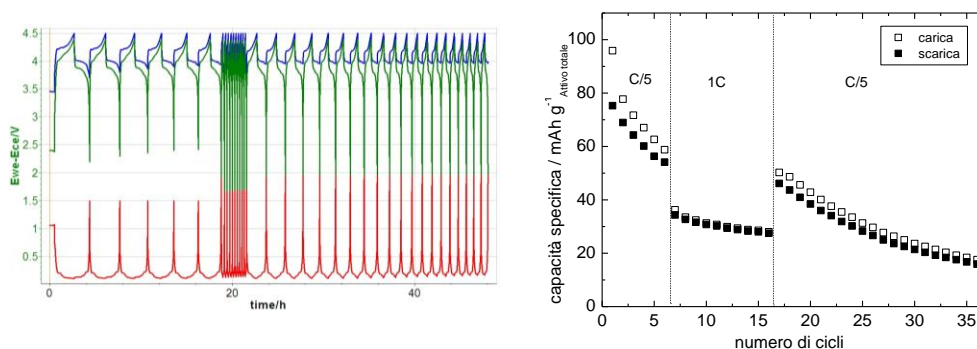 Ewe-Ece/V
4.5
4
3.5
3
2.5
2
1.5
1
0.5
0
20
40
time/h
capacità specifica / mAh g⁻¹ Attivo totale
100
80
60
40
20
0
C/5
1C
C/5
carica
scarica
0 5 10 15 20 25 30 35
numero di cicli